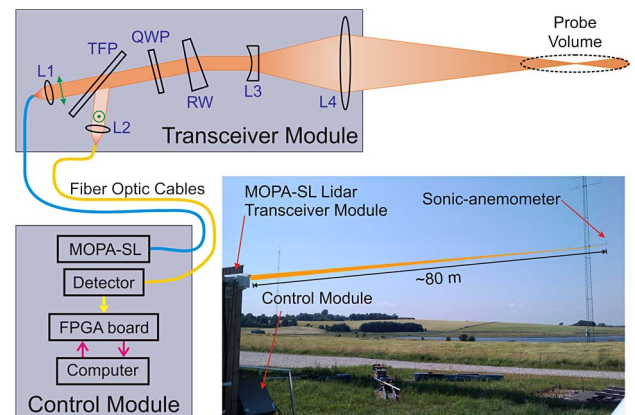 Probe
Volume
TFP
QWP
L1
RW
L3
L4
L2
Transceiver Module
Fiber Optic Cables
MOPA-SL Lidar
Transceiver Module
Sonic-anemometer
MOPA-SL
Detector
~80 m
Control Module
FPGA board
Computer
Control Module